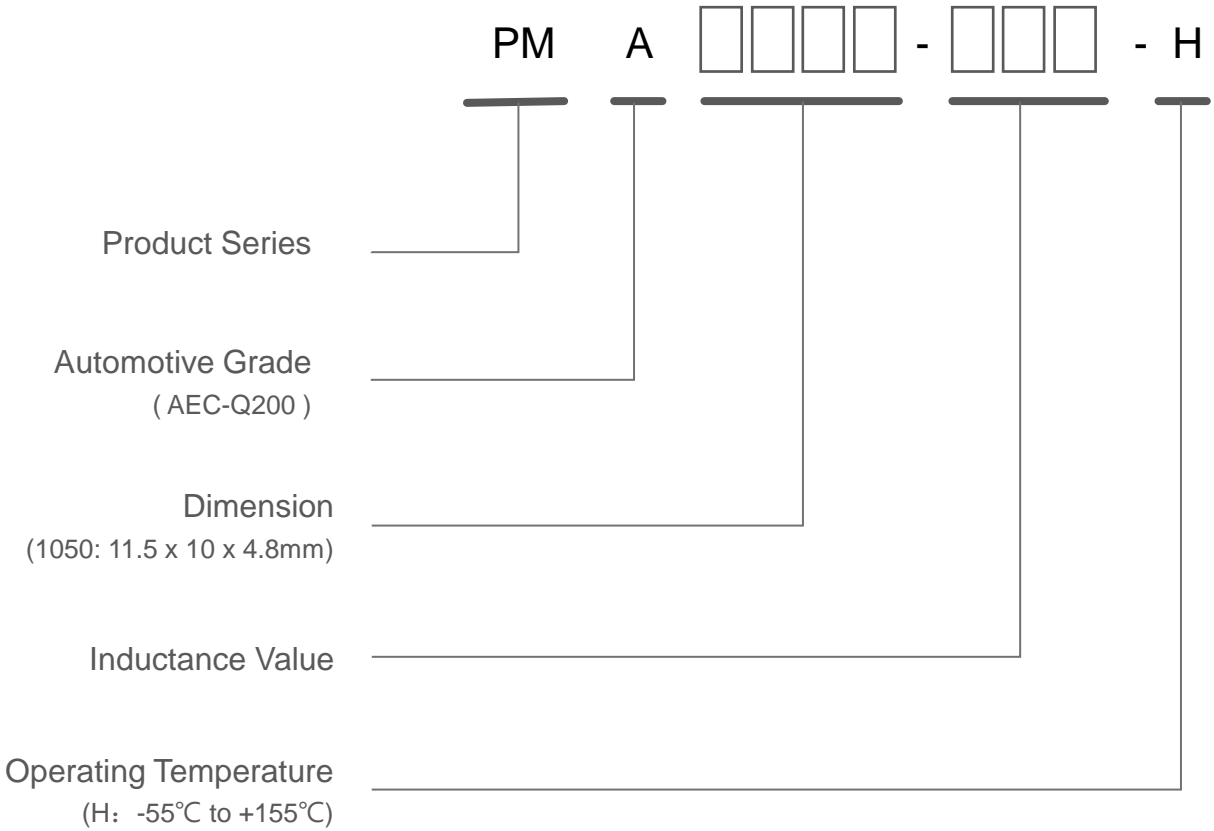 PM A □□□□ - □□□ - H
Product Series
Automotive Grade
( AEC-Q200 )
Dimension
(1050: 11.5 x 10 x 4.8mm)
Inductance Value
Operating Temperature
(H：-55℃ to +155℃)